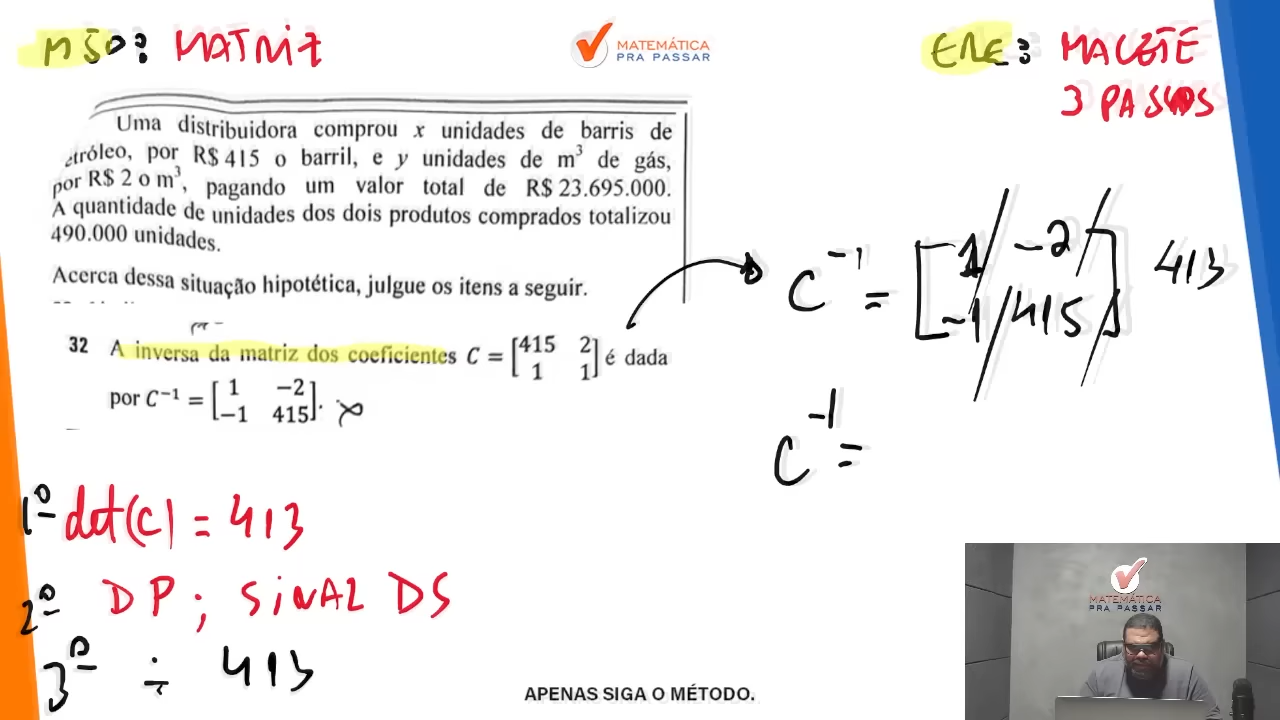 MSD: MATRIZ
MATEMÁTICA
PRA PASSAR
ENE: MACETE
3 PASSOS
Uma distribuidora comprou x unidades de barris de
etróleo, por R$ 415 o barril, e y unidades de m³ de gás,
por R$ 2 o m³, pagando um valor total de R$ 23.695.000.
A quantidade de unidades dos dois produtos comprados totalizou
490.000 unidades.
Acerca dessa situação hipotética, julgue os itens a seguir.
32 A inversa da matriz dos coeficientes C = [415 2
1 1] é dada
por C⁻¹ = [1 -2
-1 415].
C⁻¹ = [1/ -2/
-1/ 415/] 413
C⁻¹ =
1º det(C) = 413
2º DP; SINAL DS
3º ÷ 413
MATEMÁTICA
PRA PASSAR
APENAS SIGA O MÉTODO.